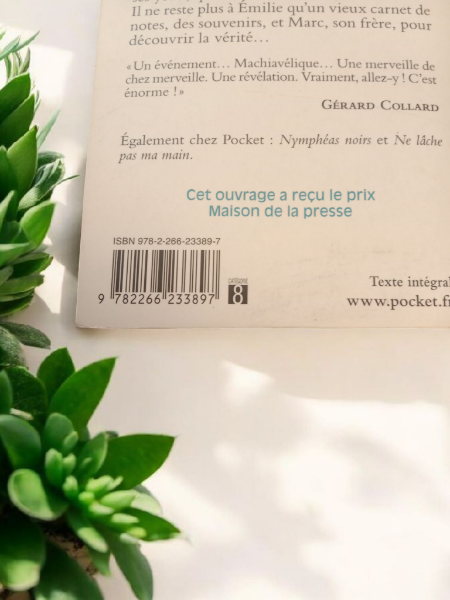 Il ne reste plus à Émilie qu'un vieux carnet de
notes, des souvenirs, et Marc, son frère, pour
découvrir la vérité…
« Un événement… Machiavélique… Une merveille de
chez merveille. Une révélation. Vraiment, allez-y ! C'est
énorme ! »
GÉRARD COLLARD
Également chez Pocket : Nymphéas noirs et Ne lâche
pas ma main.
Cet ouvrage a reçu le prix
Maison de la presse
ISBN 978-2-266-23389-7
catégorie
8
9 782266 233897
Texte intégral
www.pocket.fr